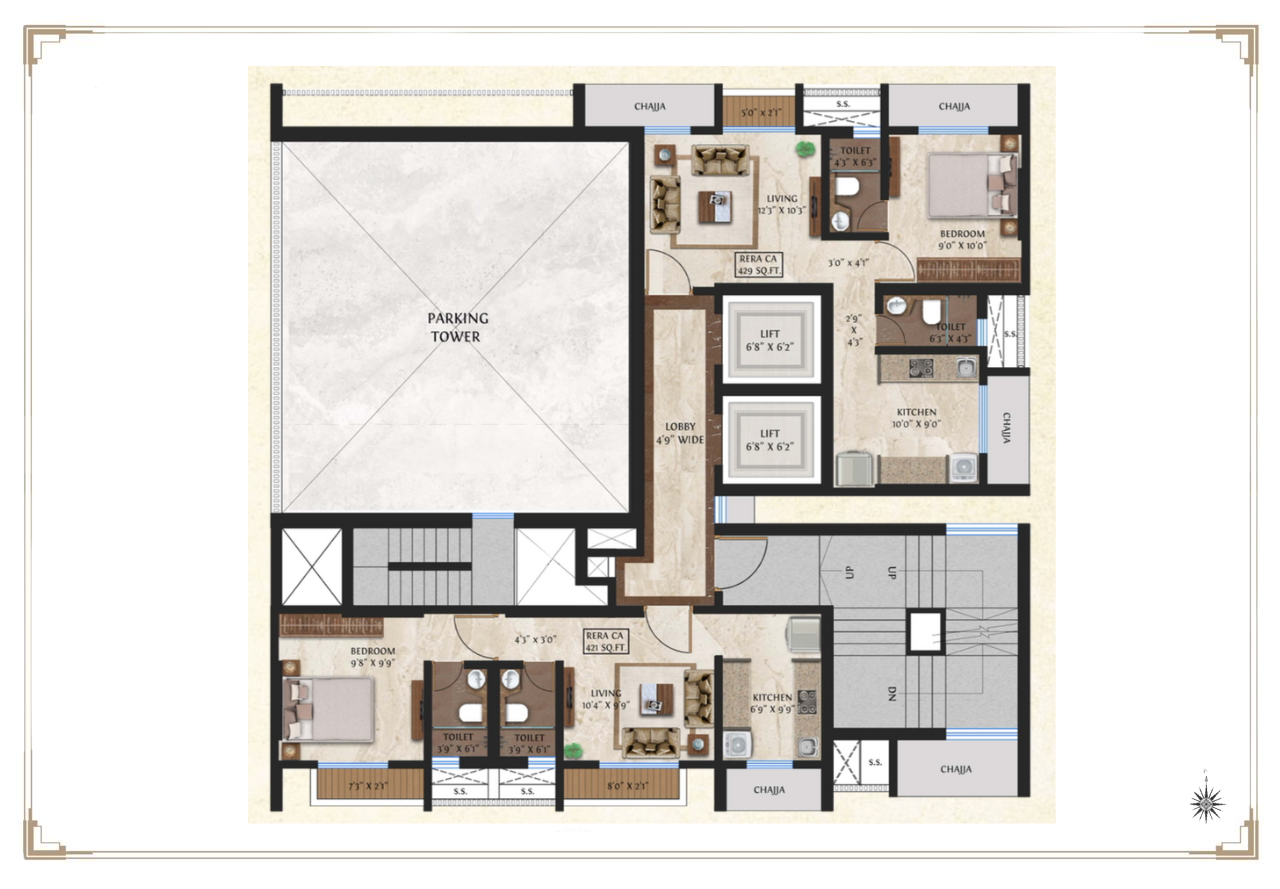 CHAJJA
5'0" X 2'1"
S.S.
CHAJJA
TOILET
4'3" X 6'3"
LIVING
12'3" X 10'3"
BEDROOM
9'0" X 10'0"
RERA CA
429 SQ.FT.
3'0" X 4'1"
PARKING
TOWER
LIFT
6'8" X 6'2"
2'9"
X
4'3"
TOILET
6'3" X 4'3"
S.S.
KITCHEN
10'0" X 9'0"
CHAJJA
LOBBY
4'9" WIDE
LIFT
6'8" X 6'2"
UP
UP
DN
BEDROOM
9'8" X 9'9"
4'3" X 3'0"
RERA CA
421 SQ.FT.
LIVING
10'4" X 9'9"
KITCHEN
6'9" X 9'9"
TOILET
3'9" X 6'1"
TOILET
3'9" X 6'1"
7'3" X 2'1"
S.S.
S.S.
8'0" X 2'1"
CHAJJA
S.S.
CHAJJA